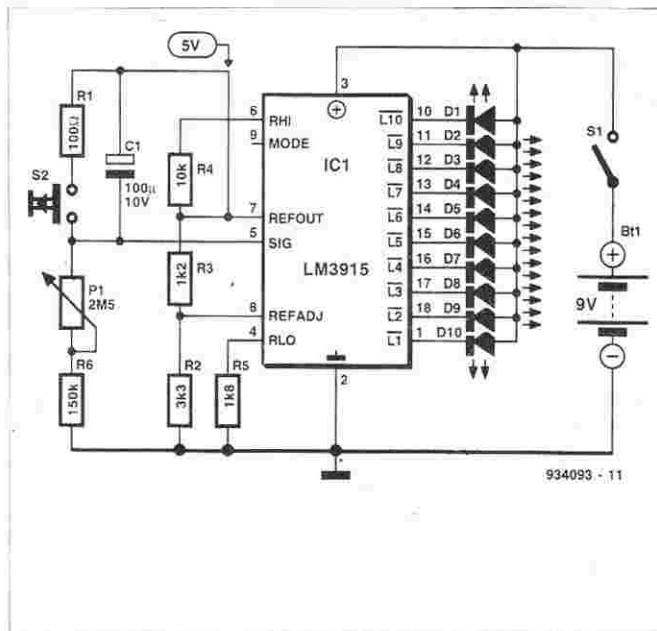 5V
R1
100Ω
C1
100µ
10V
S2
P1
2M5
R6
150k
R4
10k
R3
1k2
R2
3k3
R5
1k8
3
6 RHI
9 MODE
7 REFOUT
5 SIG
8 REFADJ
4 RLO
IC1
LM3915
2
L10 10 D1
L9 11 D2
L8 12 D3
L7 13 D4
L6 14 D5
L5 15 D6
L4 16 D7
L3 17 D8
L2 18 D9
L1 1 D10
S1
Bt1
9V
934093 - 11